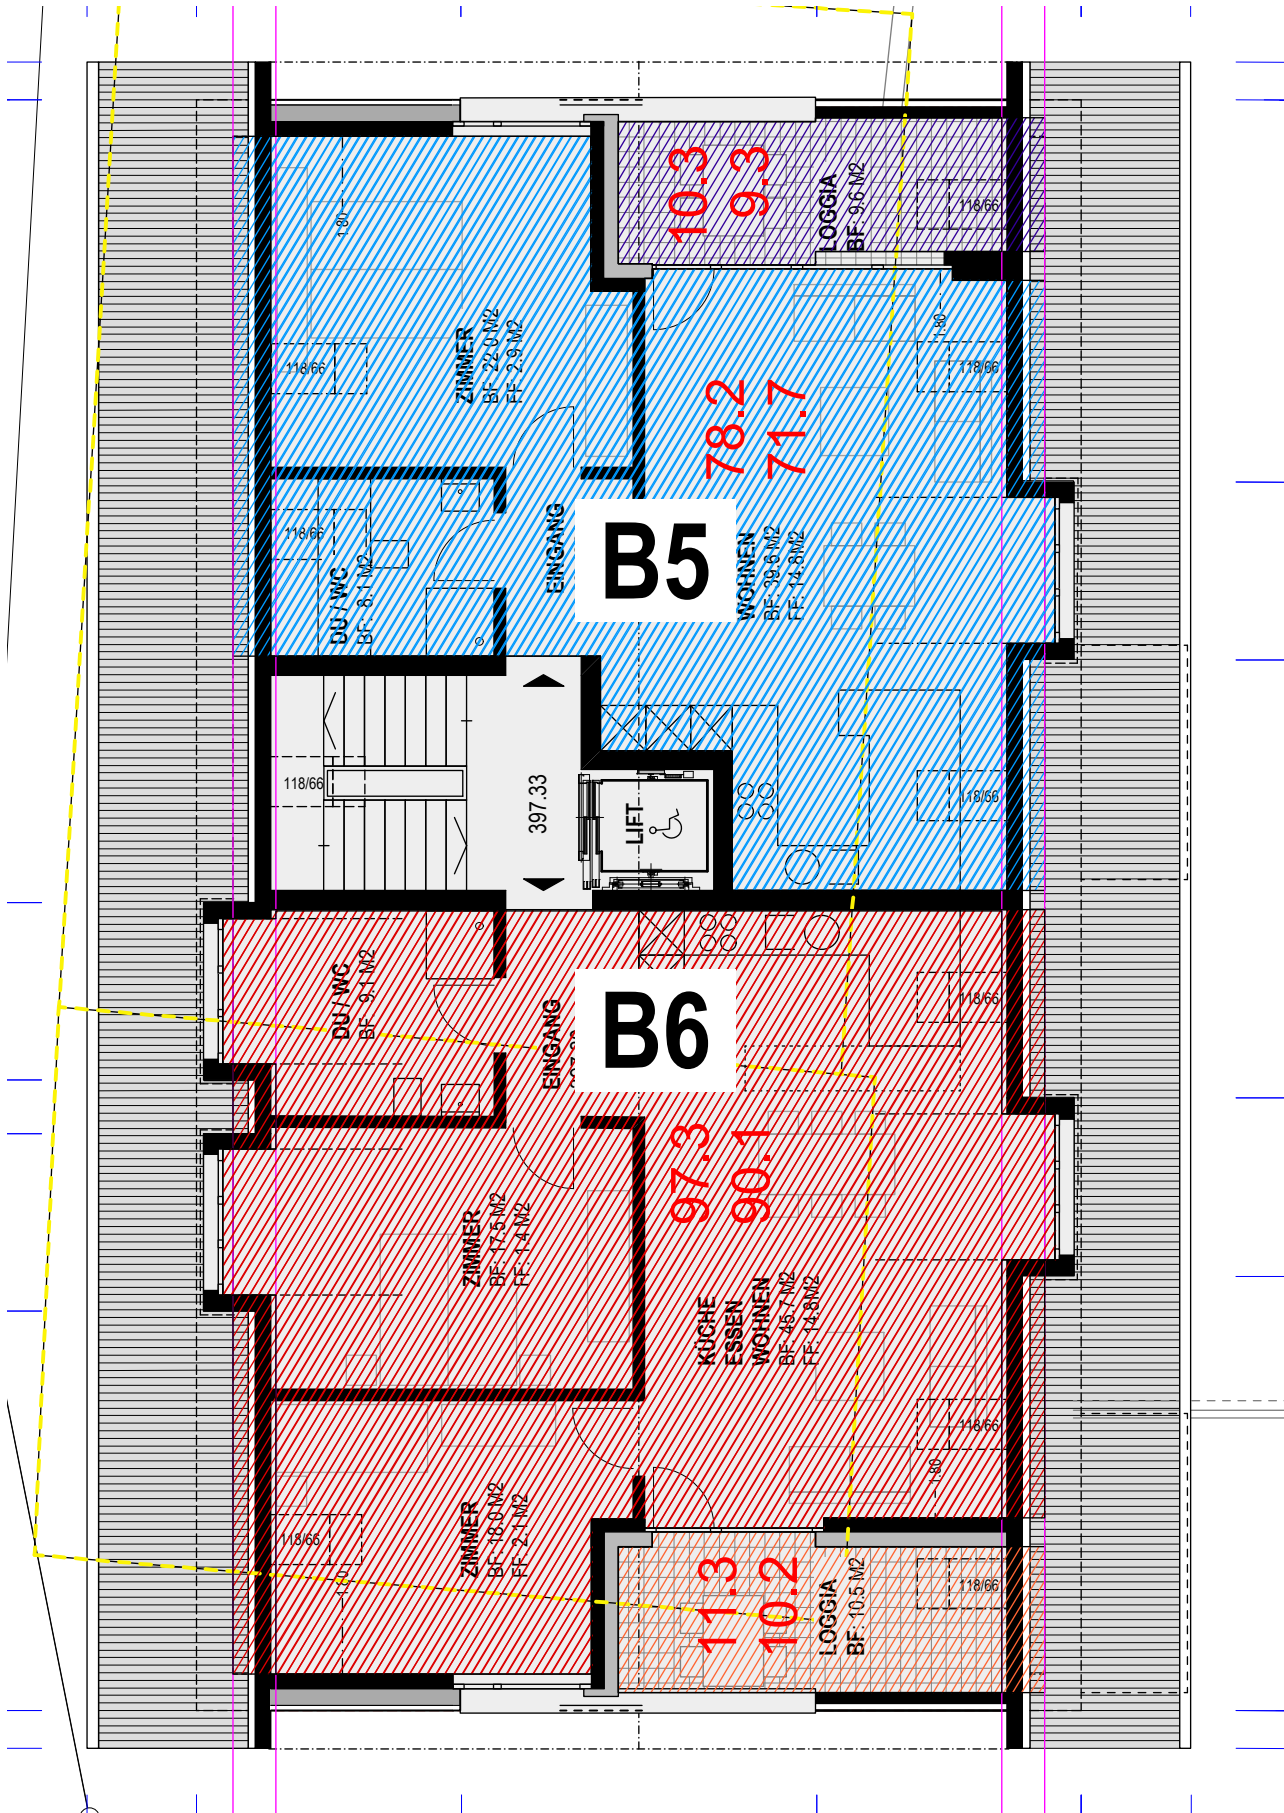 10.3
9.3
LOGGIA
BF: 9.6 M2
118/66
1.80
ZIMMER
BF: 22.0 M2
FF: 2.9 M2
118/66
1.80
118/66
78.2
71.7
118/66
DU / WC
BF: 8.1 M2
EINGANG
B5
WOHNEN
BF: 39.6 M2
FF: 14.8M2
118/66
397.33
LIFT
118/66
DU / WC
BF: 9.1 M2
EINGANG
B6
118/66
97.3
90.1
ZIMMER
BF: 17.5 M2
FF: 1.4 M2
KÜCHE
ESSEN
WOHNEN
BF: 45.7 M2
FF: 14.8M2
118/66
1.80
ZIMMER
BF: 18.0 M2
FF: 2.1 M2
118/66
1.80
11.3
10.2
LOGGIA
BF: 10.5 M2
118/66